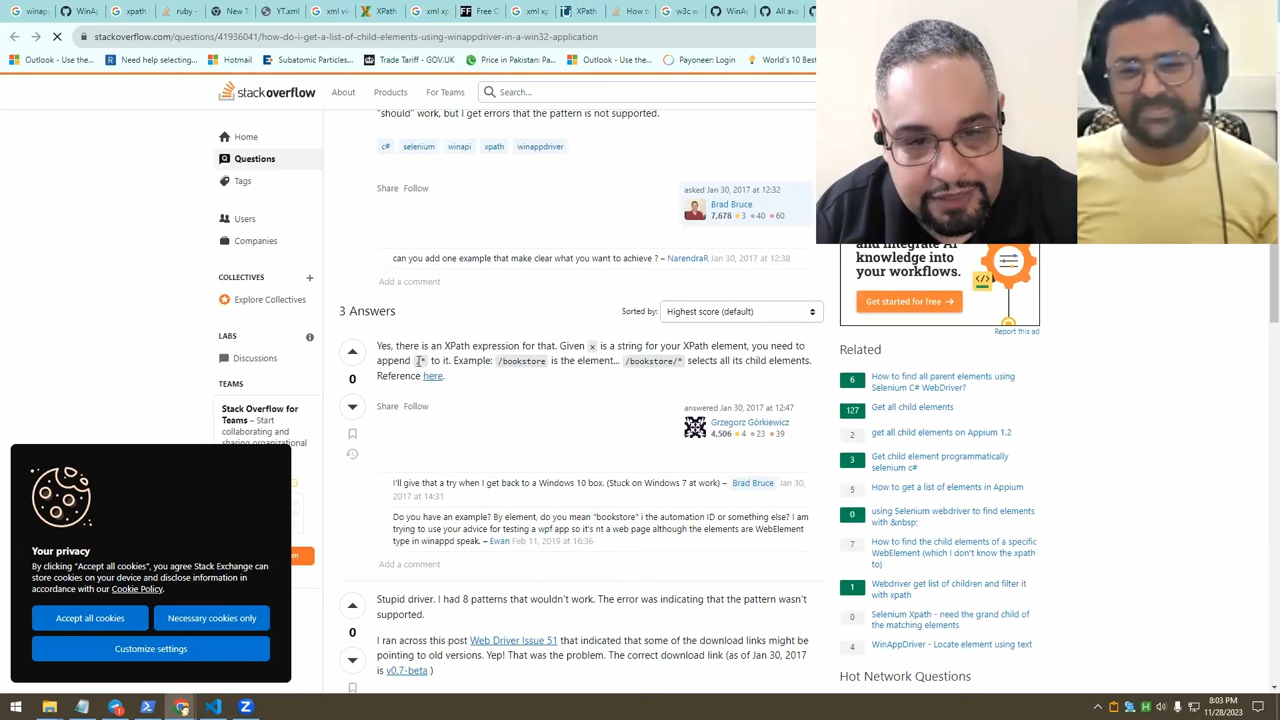 WinA
ruby -
New T
xml vi
XPath
xml xp
Free C
XPath
How t
w3c.w
WinA
All ava
stackoverflow.com/questions/41936041/how-do-i-get-a-list-of-child-elements-using-winappdriver-in-a-win32-application
Outlook - Use the...
Need help selecting...
Hotmail
Subatomic Particles...
Trade Tariff - GOV.UK
Price in Pakistan: Pa...
Outlook - Use the...
Payoneer: Login
World's 10 Best
stackoverflow
About
Products
For Teams
Search...
Home
Questions
Tags
Users
Companies
COLLECTIVES
Explore Collectives
LABS
Discussions
TEAMS
Stack Overflow for
Teams – Start
collaborating and
sharing organizational
"should" work, but I get errors that the pattern is not supported.
c#
selenium
winapi
xpath
winappdriver
Share Follow
asked Jan 30, 2017 at 12:32
Brad Bruce
7,678 3 40 60
can you add one example that make clear what you want to achieve ? – NarendraR Jan 30, 2017 at 12:38
Add a comment
3 Answers
Sorted by:
Highest score (default)
Yes, there is an XPath expression for that. Given x is a string for your XPath element, you need to
append /* to it. Example: /bookstore is the element... /bookstore/* selects all its child elements.
Reference here.
0
Share Follow
answered Jan 30, 2017 at 12:47
Grzegorz Górkiewicz
4,506 4 23 39
I'll give that a try when I get back to a Windows 10 box. (Stuck on Windows 7 at work) – Brad Bruce Jan 30,
2017 at 14:31
Do you have an example? By element, do you mean "bookstore" i the automation ID or something else? I am
trying to use your advice for testing a wpf app so it's nt a web page although the elements are WebElement
type in winappd speak. – Ewan Feb 11, 2019 at 16:36
Add a comment
Stupid driver. I had 8 patterns that wouldn't work. The error was indicating that the pattern wasn't
supported.
0
I ran across this post Web Driver Issue 51 that indicated that some of the download links might be
pointing to old versions. Yep! That was the problem. The correct download link (as of Jan 30, 2017
is v0.7-beta )
and integrate AI
knowledge into
your workflows.
Get started for free →
Report this ad
Related
6 How to find all parent elements using
Selenium C# WebDriver?
127 Get all child elements
2 get all child elements on Appium 1.2
3 Get child element programmatically
selenium c#
5 How to get a list of elements in Appium
0 using Selenium webdriver to find elements
with &nbsp;
7 How to find the child elements of a specific
WebElement (which I don't know the xpath
to)
1 Webdriver get list of children and filter it
with xpath
0 Selenium Xpath - need the grand child of
the matching elements
4 WinAppDriver - Locate element using text
Hot Network Questions
Your privacy
By clicking "Accept all cookies", you agree Stack Exchange can
store cookies on your device and disclose information in
accordance with our Cookie Policy.
Accept all cookies
Necessary cookies only
Customize settings
8:03 PM
11/28/2023